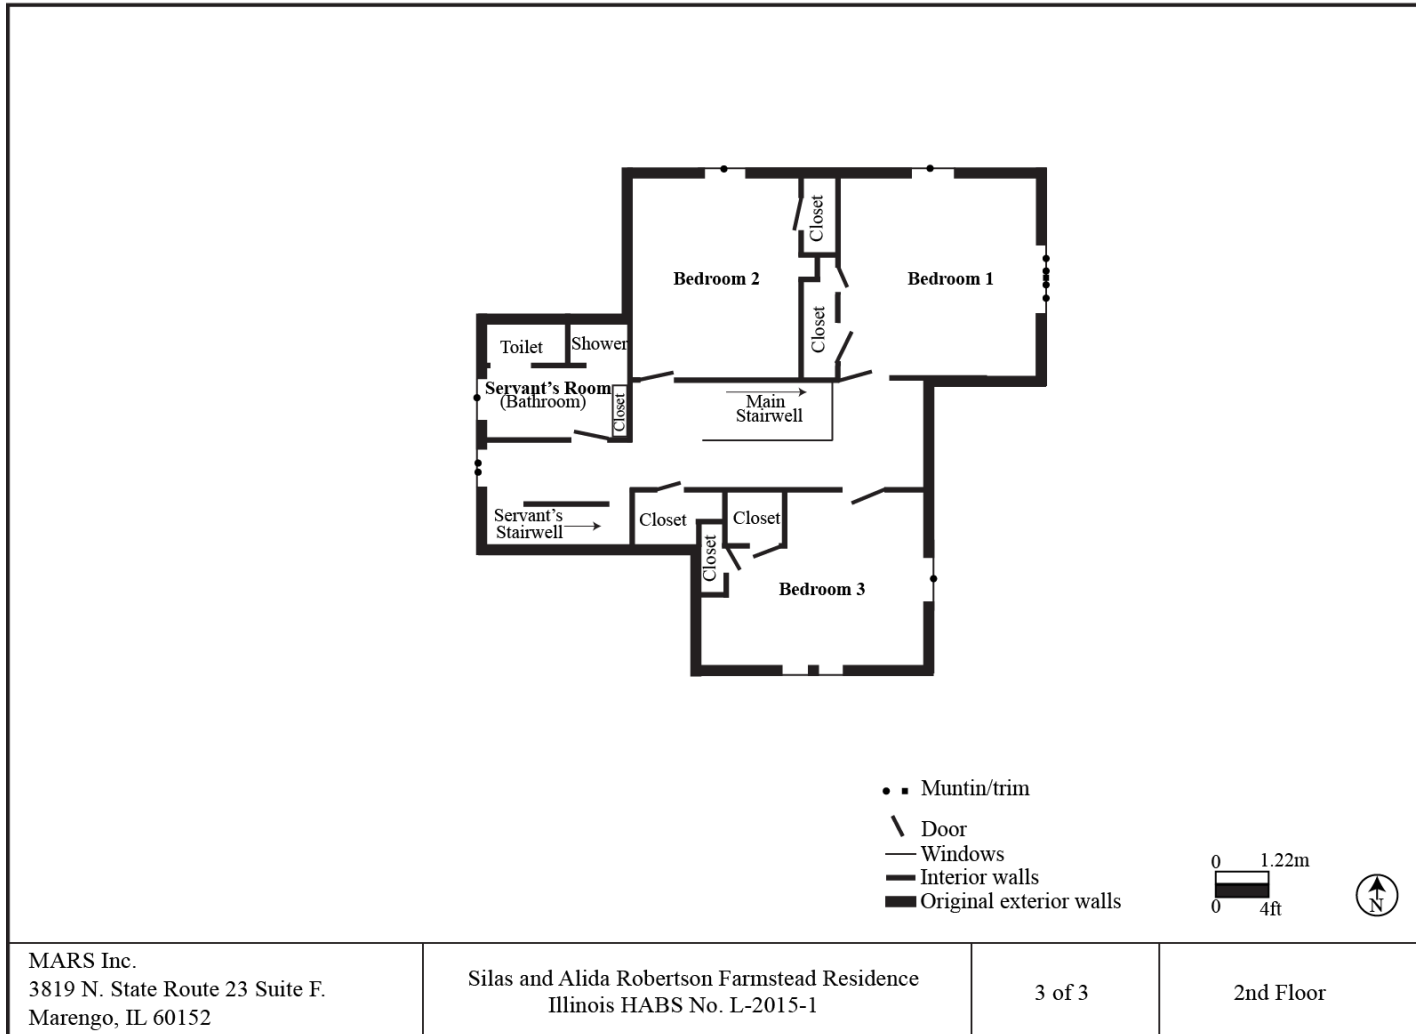 Closet
Bedroom 2
Bedroom 1
Closet
Toilet
Shower
Servant's Room
(Bathroom)
Closet
Main
Stairwell
Servant's
Stairwell
Closet
Closet
Closet
Bedroom 3
Muntin/trim
Door
Windows
Interior walls
Original exterior walls
0 1.22m
0 4ft
N
MARS Inc.
3819 N. State Route 23 Suite F.
Marengo, IL 60152
Silas and Alida Robertson Farmstead Residence
Illinois HABS No. L-2015-1
3 of 3
2nd Floor